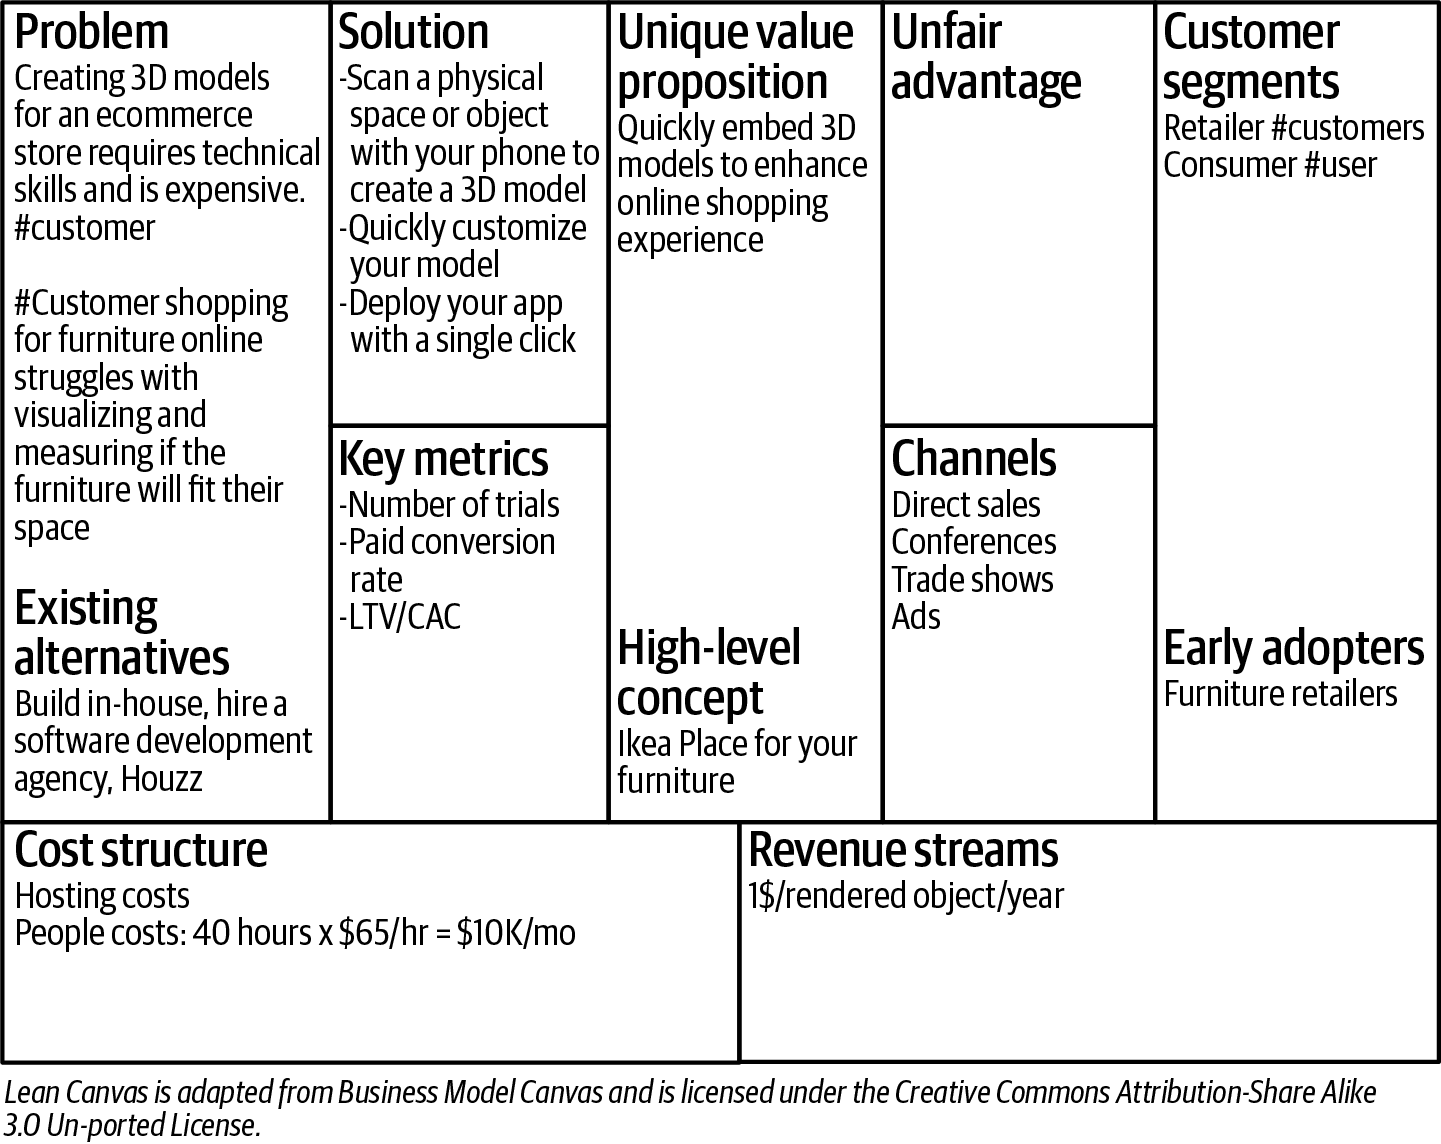 Problem
Creating 3D models
for an ecommerce
store requires technical
skills and is expensive.
#customer
#Customer shopping
for furniture online
struggles with
visualizing and
measuring if the
furniture will fit their
space
Existing
alternatives
Build in-house, hire a
software development
agency, Houzz
Solution
-Scan a physical
space or object
with your phone to
create a 3D model
-Quickly customize
your model
-Deploy your app
with a single click
Key metrics
-Number of trials
-Paid conversion
rate
-LTV/CAC
Unique value
proposition
Quickly embed 3D
models to enhance
online shopping
experience
High-level
concept
Ikea Place for your
furniture
Unfair
advantage
Channels
Direct sales
Conferences
Trade shows
Ads
Customer
segments
Retailer #customers
Consumer #user
Early adopters
Furniture retailers
Cost structure
Hosting costs
People costs: 40 hours x $65/hr = $10K/mo
Revenue streams
1$/rendered object/year
Lean Canvas is adapted from Business Model Canvas and is licensed under the Creative Commons Attribution-Share Alike
3.0 Un-ported License.